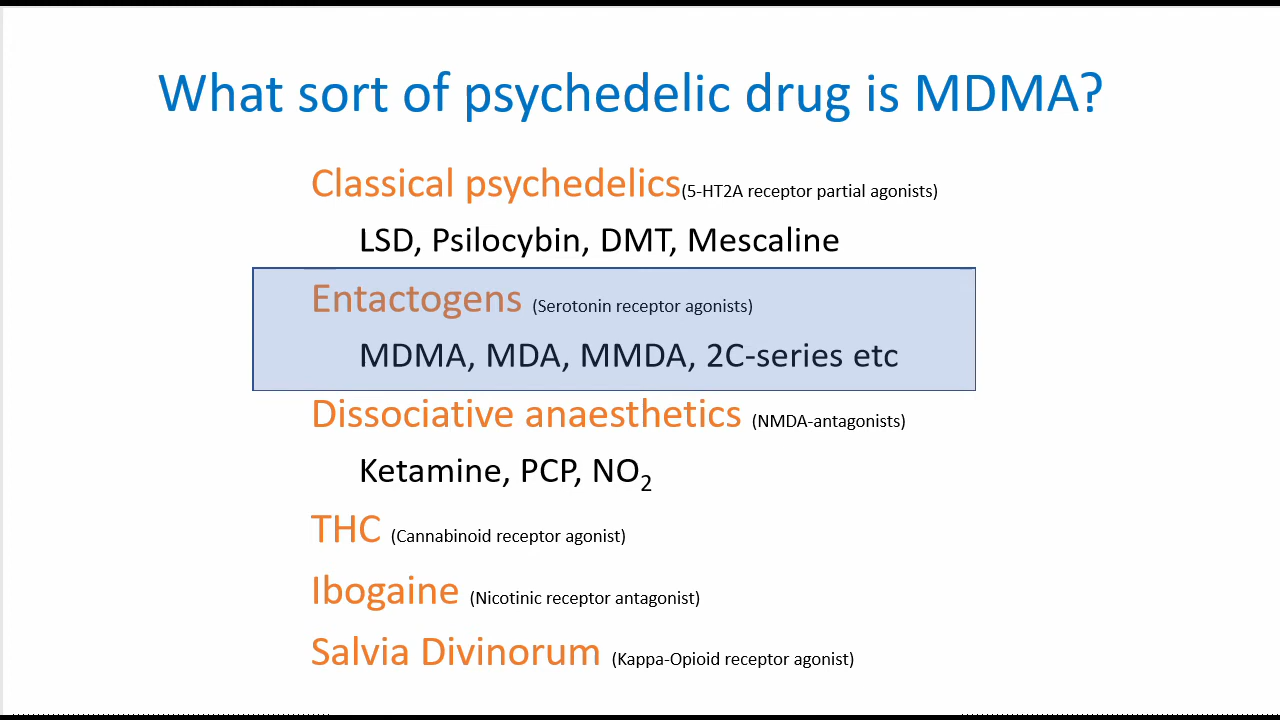 What sort of psychedelic drug is MDMA?
Classical psychedelics(5-HT2A receptor partial agonists)
LSD, Psilocybin, DMT, Mescaline
Entactogens (Serotonin receptor agonists)
MDMA, MDA, MMDA, 2C-series etc
Dissociative anaesthetics (NMDA-antagonists)
Ketamine, PCP, NO₂
THC (Cannabinoid receptor agonist)
Ibogaine (Nicotinic receptor antagonist)
Salvia Divinorum (Kappa-Opioid receptor agonist)